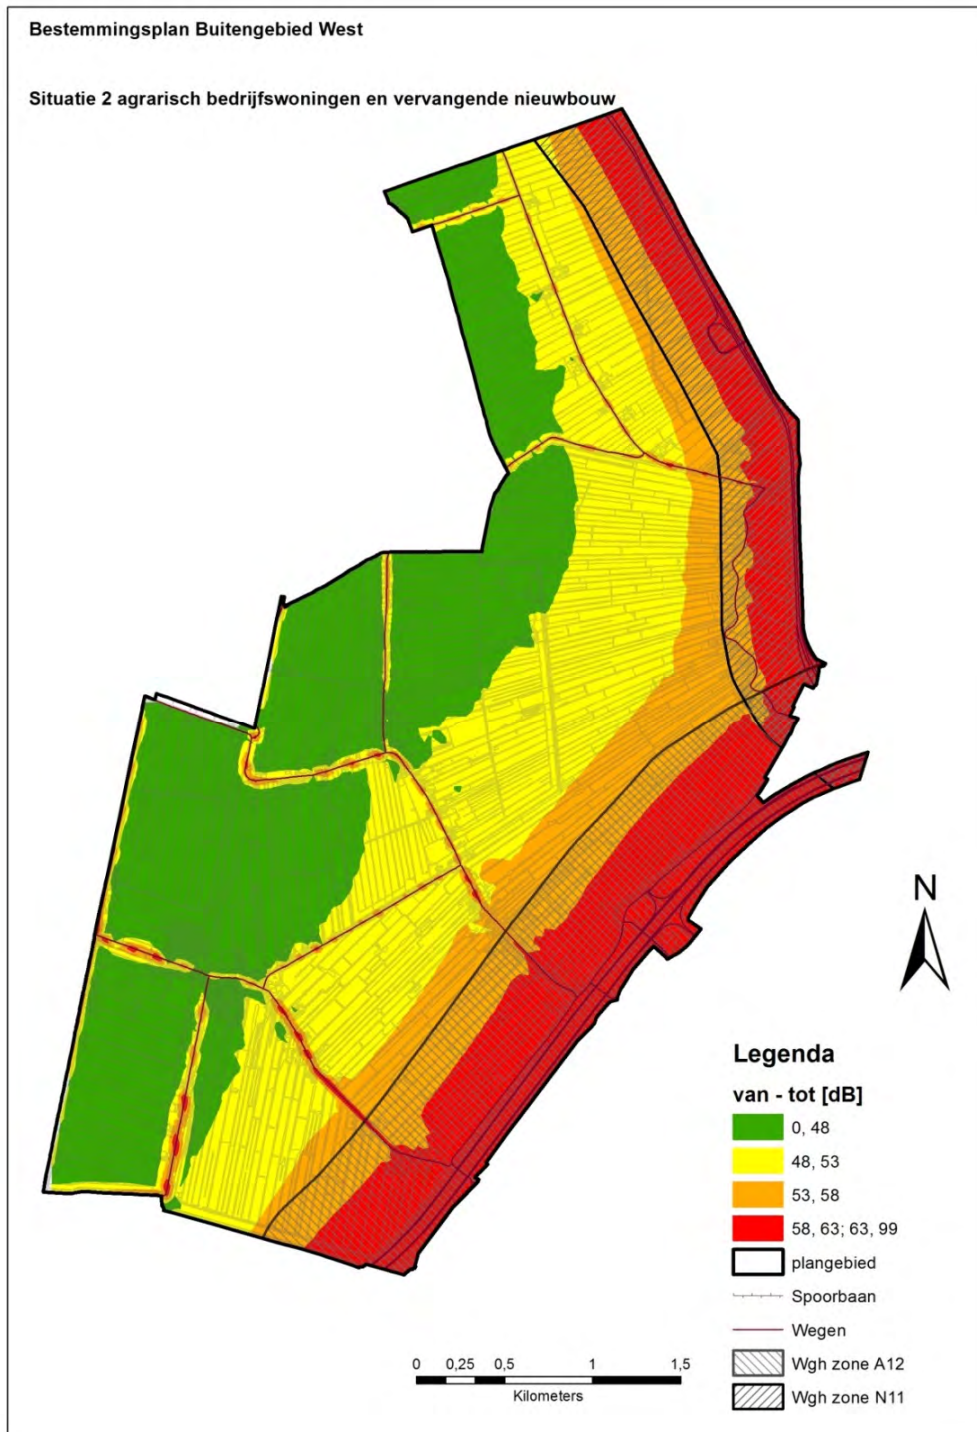 Bestemmingsplan Buitengebied West
Situatie 2 agrarisch bedrijfswoningen en vervangende nieuwbouw
N
Legenda
van - tot [dB]
0, 48
48, 53
53, 58
58, 63; 63, 99
plangebied
Spoorbaan
Wegen
Wgh zone A12
Wgh zone N11
0 0,25 0,5 1 1,5
Kilometers